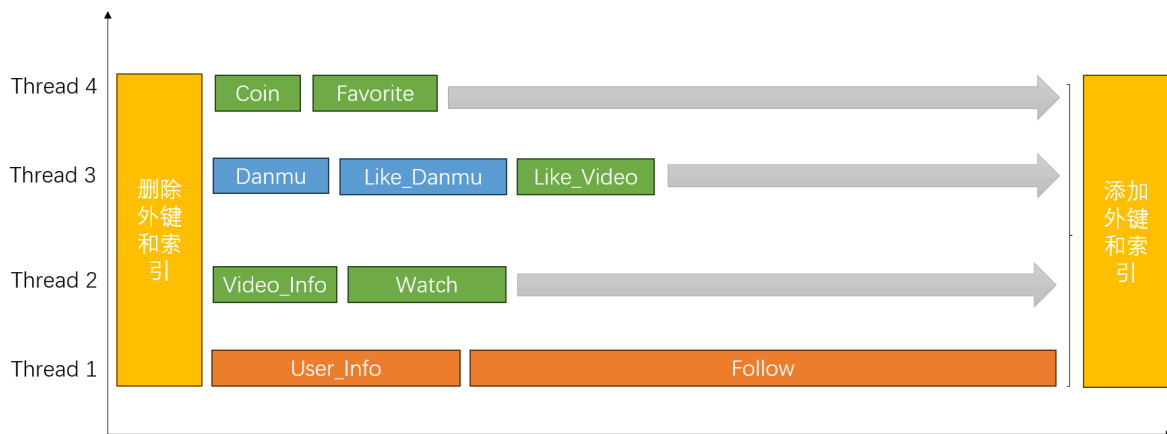 Thread 4
Coin
Favorite
Thread 3
Danmu
Like_Danmu
Like_Video
删除
外键
和索
引
添加
外键
和索
引
Thread 2
Video_Info
Watch
Thread 1
User_Info
Follow